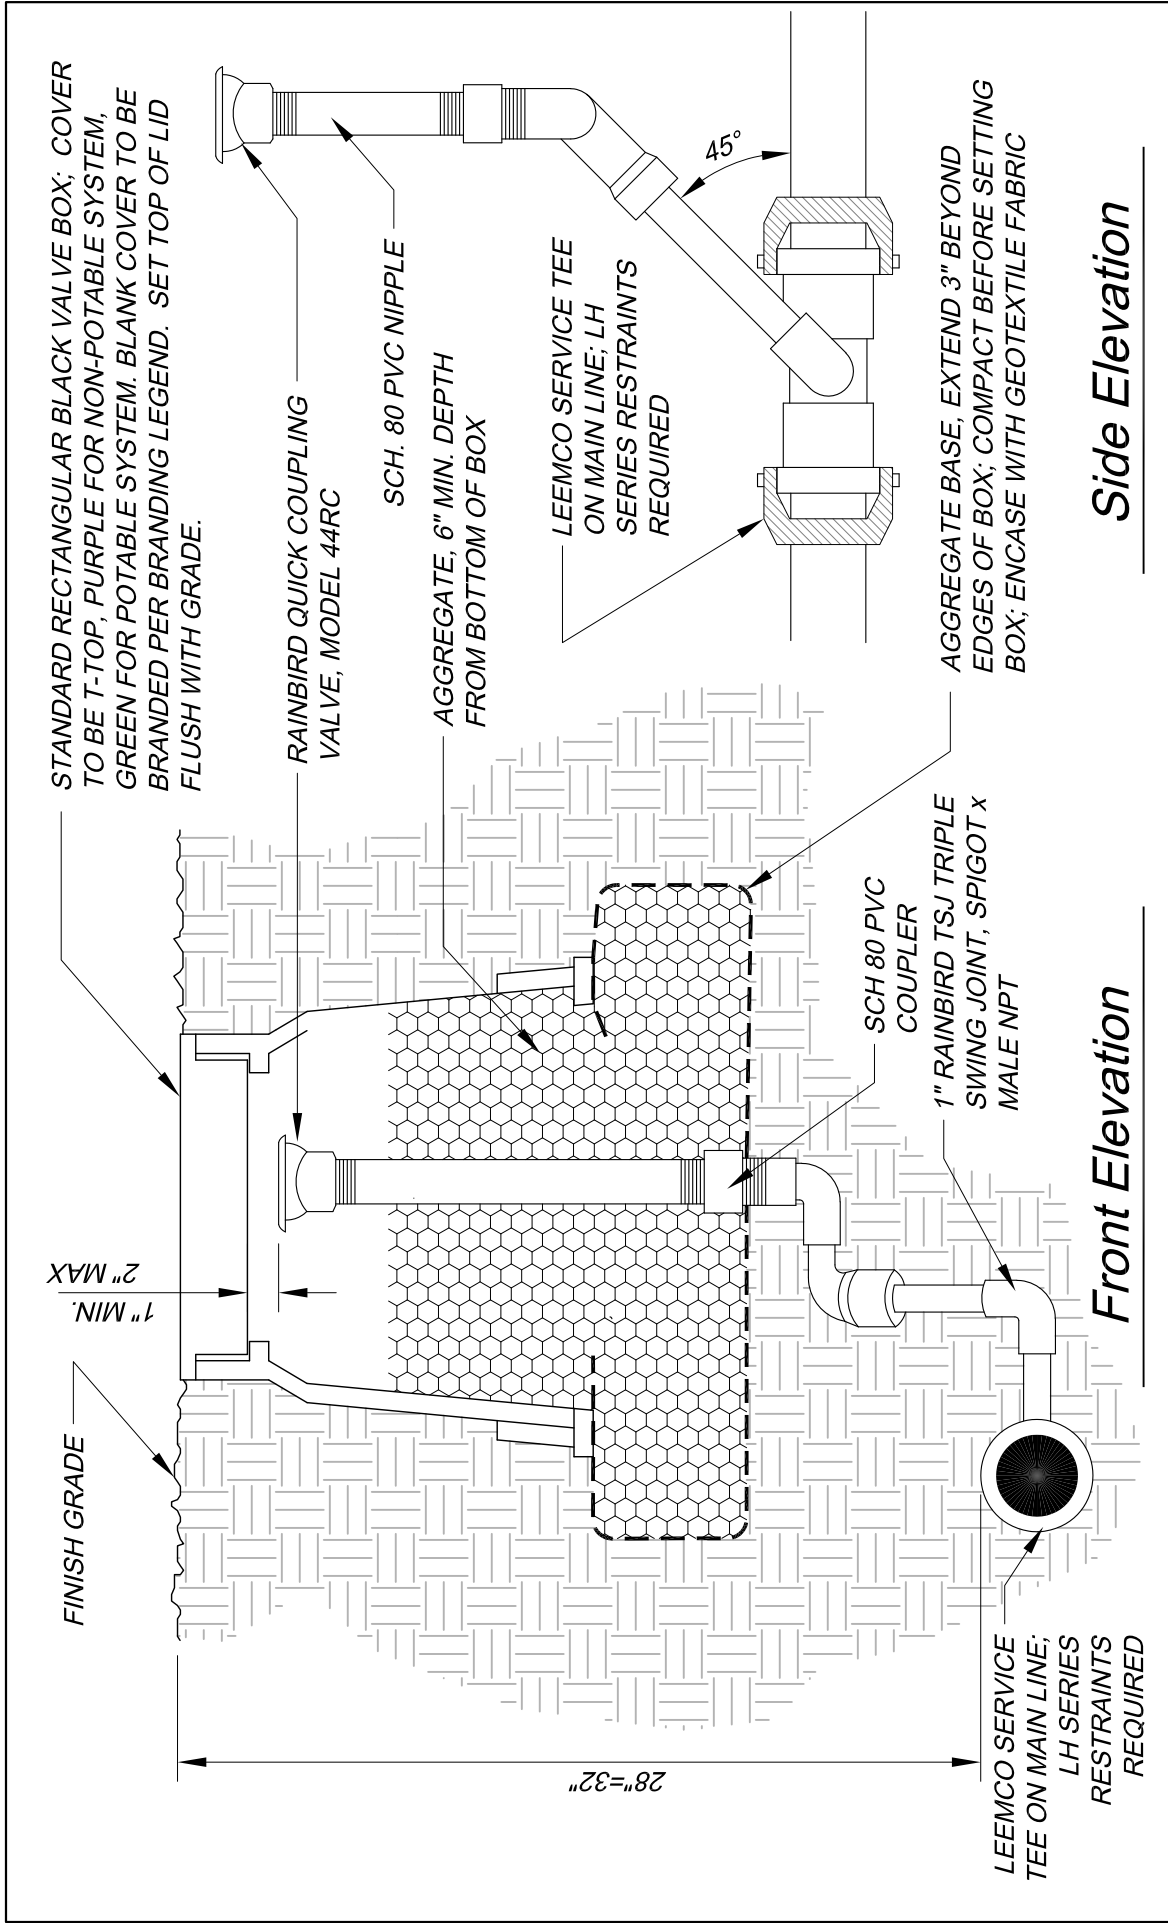 STANDARD RECTANGULAR BLACK VALVE BOX; COVER
TO BE T-TOP, PURPLE FOR NON-POTABLE SYSTEM,
GREEN FOR POTABLE SYSTEM. BLANK COVER TO BE
BRANDED PER BRANDING LEGEND. SET TOP OF LID
FLUSH WITH GRADE.
FINISH GRADE
1" MIN.
2" MAX
RAINBIRD QUICK COUPLING
VALVE, MODEL 44RC
SCH. 80 PVC NIPPLE
AGGREGATE, 6" MIN. DEPTH
FROM BOTTOM OF BOX
LEEMCO SERVICE TEE
ON MAIN LINE; LH
SERIES RESTRAINTS
REQUIRED
45°
28"=32"
AGGREGATE BASE, EXTEND 3" BEYOND
EDGES OF BOX; COMPACT BEFORE SETTING
BOX; ENCASE WITH GEOTEXTILE FABRIC
SCH 80 PVC
COUPLER
1" RAINBIRD TSJ TRIPLE
SWING JOINT, SPIGOT x
MALE NPT
LEEMCO SERVICE
TEE ON MAIN LINE;
LH SERIES
RESTRAINTS
REQUIRED
Front Elevation
Side Elevation